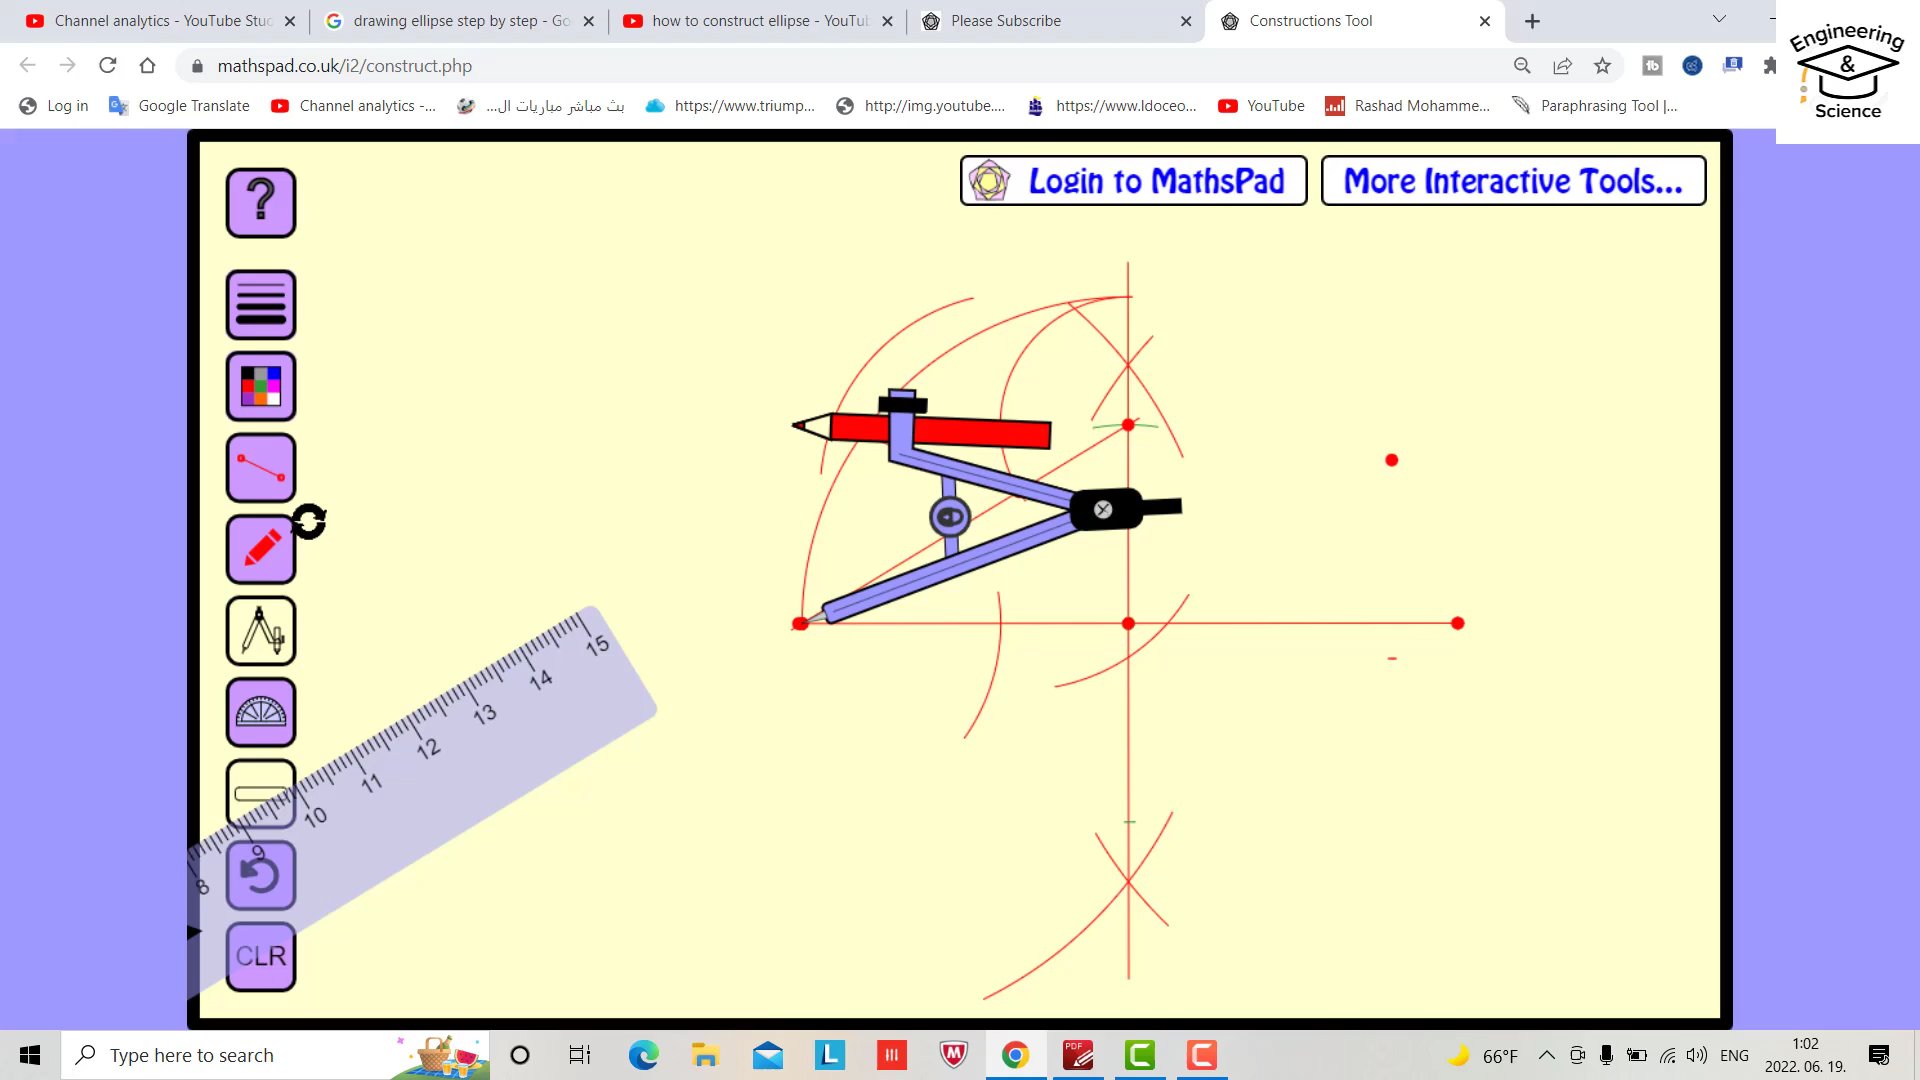 Channel analytics - YouTube Stu
drawing ellipse step by step - Go
how to construct ellipse - YouTu
Please Subscribe
Constructions Tool
mathspad.co.uk/i2/construct.php
Log in
Google Translate
Channel analytics -...
بث مباشر مباريات ال...
https://www.triump...
http://img.youtube....
https://www.ldoceo...
YouTube
Rashad Mohamme...
Paraphrasing Tool |...
Engineering
&
Science
Login to MathsPad
More Interactive Tools...
?
15
14
13
12
11
10
9
8
CLR
Type here to search
L
PDF
66°F
ENG
1:02
2022. 06. 19.